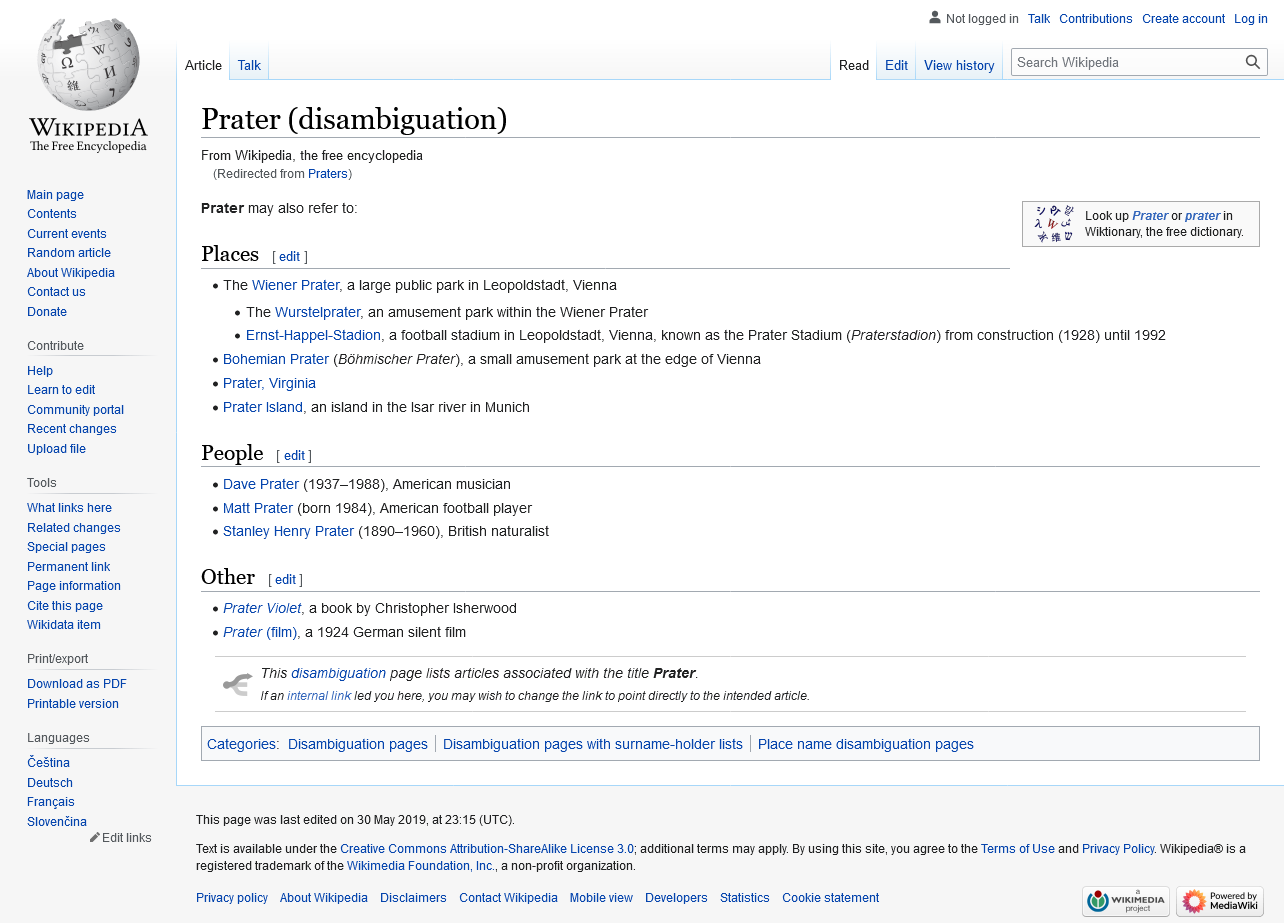 Not logged in Talk Contributions Create account Log in
Article Talk Read Edit View history Search Wikipedia
WIKIPEDIA
The Free Encyclopedia
Main page
Contents
Current events
Random article
About Wikipedia
Contact us
Donate
Contribute
Help
Learn to edit
Community portal
Recent changes
Upload file
Tools
What links here
Related changes
Special pages
Permanent link
Page information
Cite this page
Wikidata item
Print/export
Download as PDF
Printable version
Languages
Čeština
Deutsch
Français
Slovenčina
Edit links
Prater (disambiguation)
From Wikipedia, the free encyclopedia
(Redirected from Praters)
Prater may also refer to:
Look up Prater or prater in
Wiktionary, the free dictionary.
Places [ edit ]
• The Wiener Prater, a large public park in Leopoldstadt, Vienna
• The Wurstelprater, an amusement park within the Wiener Prater
• Ernst-Happel-Stadion, a football stadium in Leopoldstadt, Vienna, known as the Prater Stadium (Praterstadion) from construction (1928) until 1992
• Bohemian Prater (Böhmischer Prater), a small amusement park at the edge of Vienna
• Prater, Virginia
• Prater Island, an island in the Isar river in Munich
People [ edit ]
• Dave Prater (1937–1988), American musician
• Matt Prater (born 1984), American football player
• Stanley Henry Prater (1890–1960), British naturalist
Other [ edit ]
• Prater Violet, a book by Christopher Isherwood
• Prater (film), a 1924 German silent film
This disambiguation page lists articles associated with the title Prater.
If an internal link led you here, you may wish to change the link to point directly to the intended article.
Categories: Disambiguation pages Disambiguation pages with surname-holder lists Place name disambiguation pages
This page was last edited on 30 May 2019, at 23:15 (UTC).
Text is available under the Creative Commons Attribution-ShareAlike License 3.0; additional terms may apply. By using this site, you agree to the Terms of Use and Privacy Policy. Wikipedia® is a
registered trademark of the Wikimedia Foundation, Inc., a non-profit organization.
Privacy policy About Wikipedia Disclaimers Contact Wikipedia Mobile view Developers Statistics Cookie statement
a
WIKIMEDIA
project
Powered by
MediaWiki